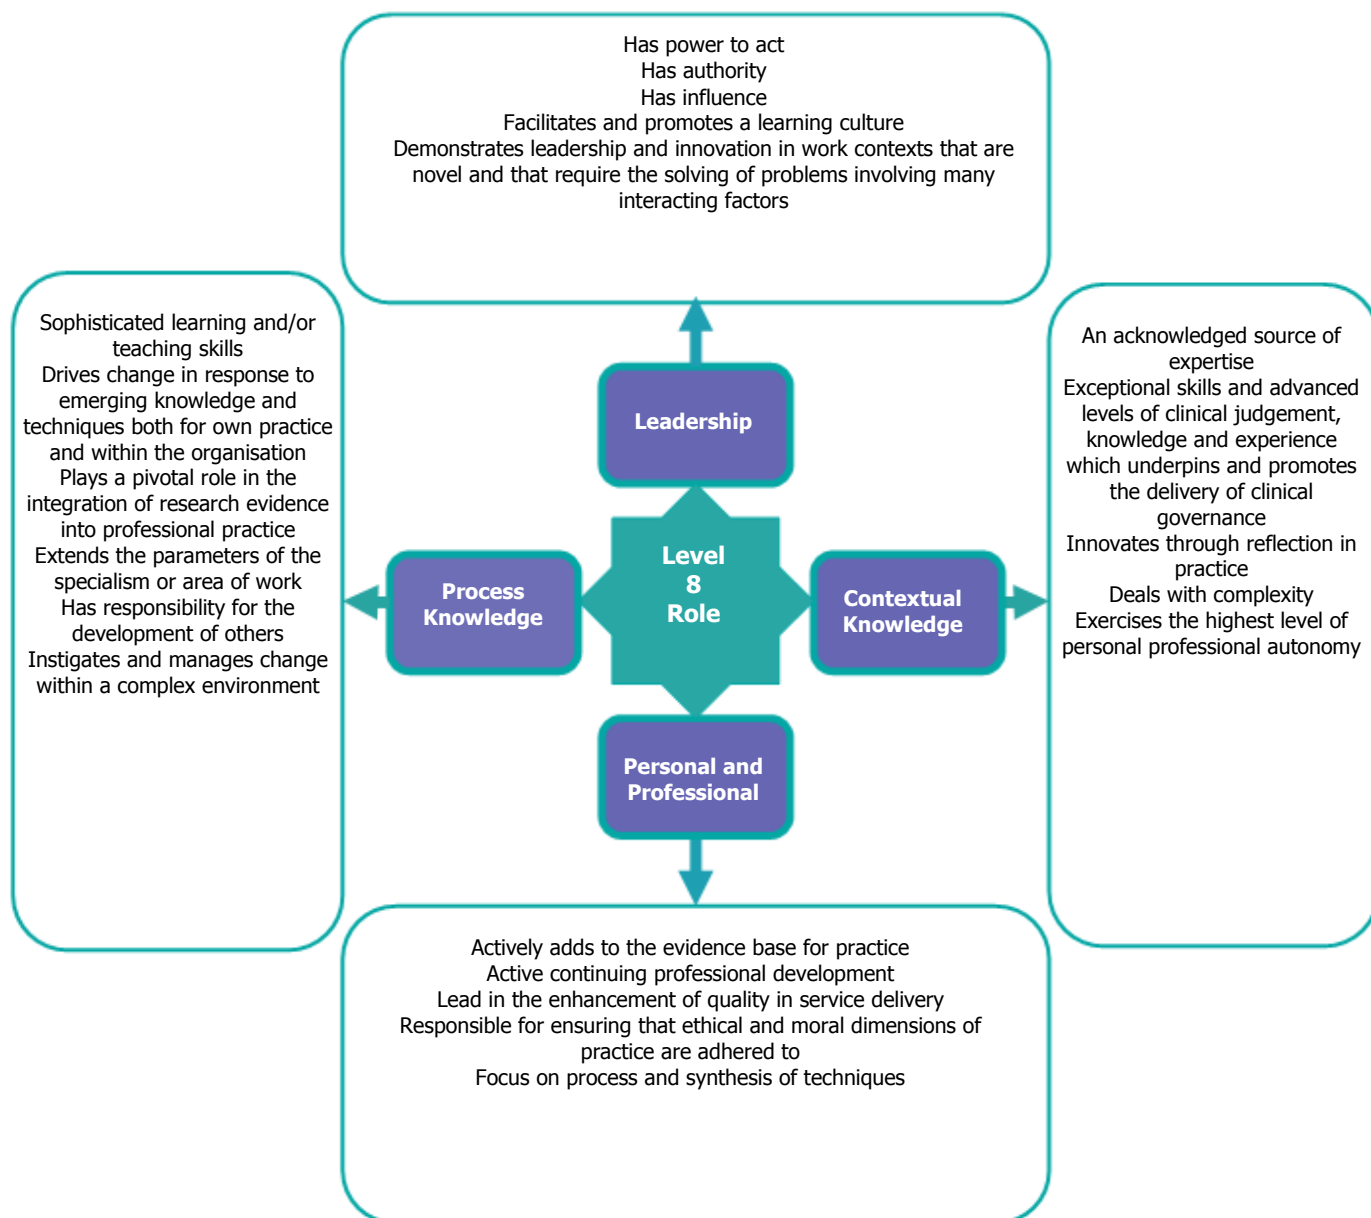 Has power to act
Has authority
Has influence
Facilitates and promotes a learning culture
Demonstrates leadership and innovation in work contexts that are
novel and that require the solving of problems involving many
interacting factors
Sophisticated learning and/or
teaching skills
Drives change in response to
emerging knowledge and
techniques both for own practice
and within the organisation
Plays a pivotal role in the
integration of research evidence
into professional practice
Extends the parameters of the
specialism or area of work
Has responsibility for the
development of others
Instigates and manages change
within a complex environment
Leadership
Process
Knowledge
Level
8
Role
Contextual
Knowledge
Personal and
Professional
An acknowledged source of
expertise
Exceptional skills and advanced
levels of clinical judgement,
knowledge and experience
which underpins and promotes
the delivery of clinical
governance
Innovates through reflection in
practice
Deals with complexity
Exercises the highest level of
personal professional autonomy
Actively adds to the evidence base for practice
Active continuing professional development
Lead in the enhancement of quality in service delivery
Responsible for ensuring that ethical and moral dimensions of
practice are adhered to
Focus on process and synthesis of techniques